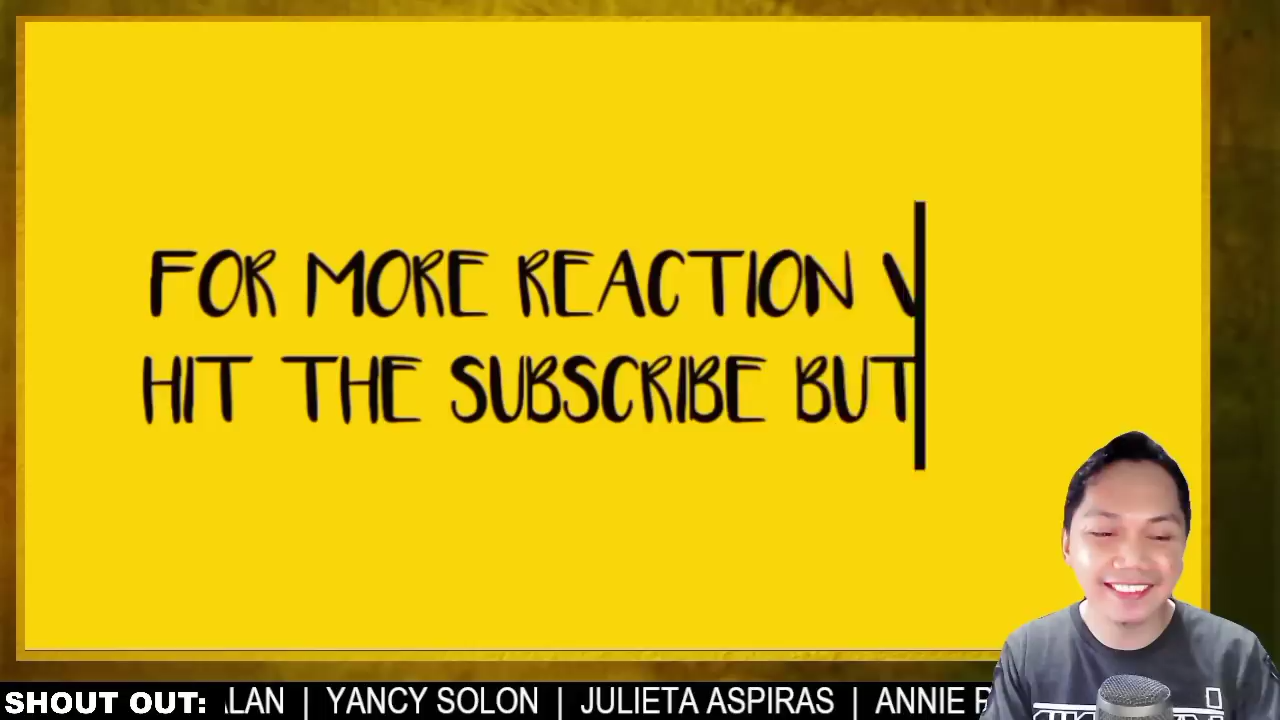 FOR MORE REACTION
HIT THE SUBSCRIBE BUT
SHOUT OUT: LAN | YANCY SOLON | JULIETA ASPIRAS | ANNIE